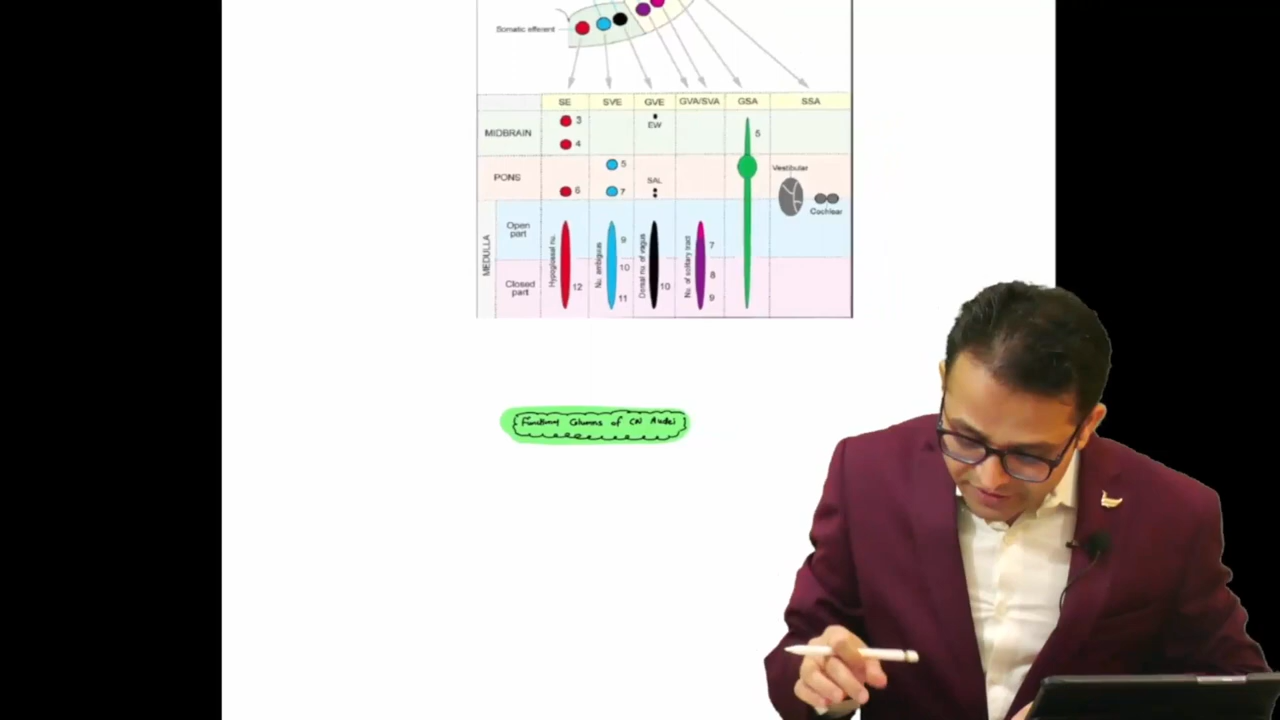 Somatic efferent
SE SVE GVE GVA/SVA GSA SSA
MIDBRAIN
3
4
EW
5
PONS
5
6
7
SAL
Vestibular
Cochlear
MEDULLA
Open part
Closed part
Hypoglossal nu.
12
Nu. ambiguus
9
10
11
Dorsal nu. of vagus
10
Nu. of solitary tract
7
8
9
Functional Columns of CN Nuclei